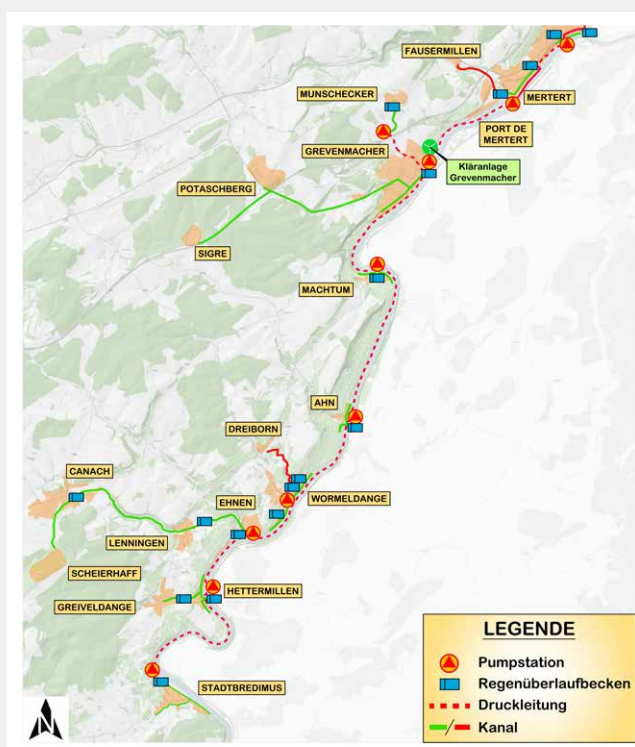 FAUSERMILLEN
MUNSCHECKER
MERTERT
PORT DE
MERTERT
GREVENMACHER
Kläranlage
Grevenmacher
POTASCHBERG
SIGRE
MACHTUM
AHN
DREIBORN
CANACH
EHNEN
WORMELDANGE
LENNINGEN
SCHEIERHAFF
HETTERMILLEN
GREIVELDANGE
STADTBREDIMUS
LEGENDE
Pumpstation
Regenüberlaufbecken
Druckleitung
Kanal
N